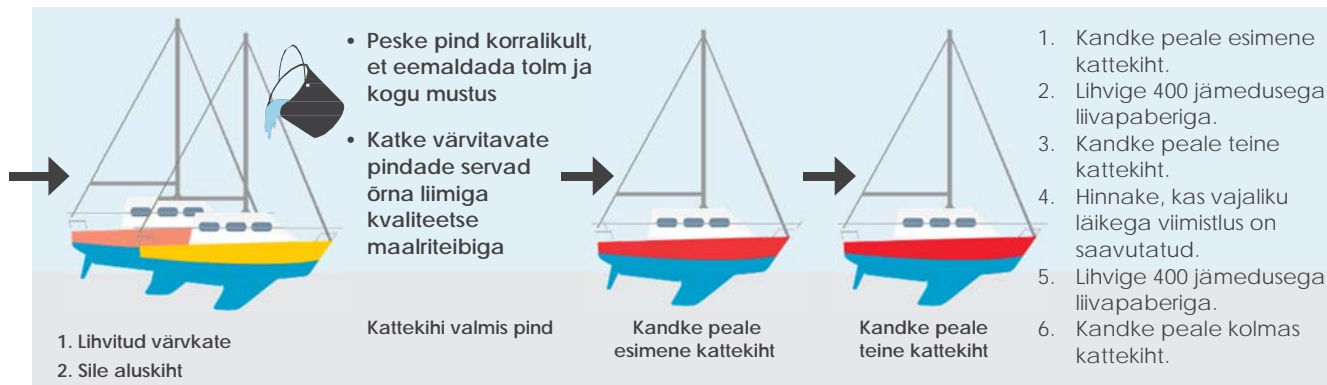 • Peske pind korralikult,
et eemaldada tolm ja
kogu mustus
• Katke värvitavate
pindade servad
õrna liimiga
kvaliteetse
maalriteibiga
1. Lihvitud värvkate
2. Sile aluskiht
Kattekihi valmis pind
Kandke peale
esimene kattekiht
Kandke peale
teine kattekiht
1. Kandke peale esimene
kattekiht.
2. Lihvige 400 jämedusega
liivapaberiga.
3. Kandke peale teine
kattekiht.
4. Hinnake, kas vajaliku
läikega viimistlus on
saavutatud.
5. Lihvige 400 jämedusega
liivapaberiga.
6. Kandke peale kolmas
kattekiht.